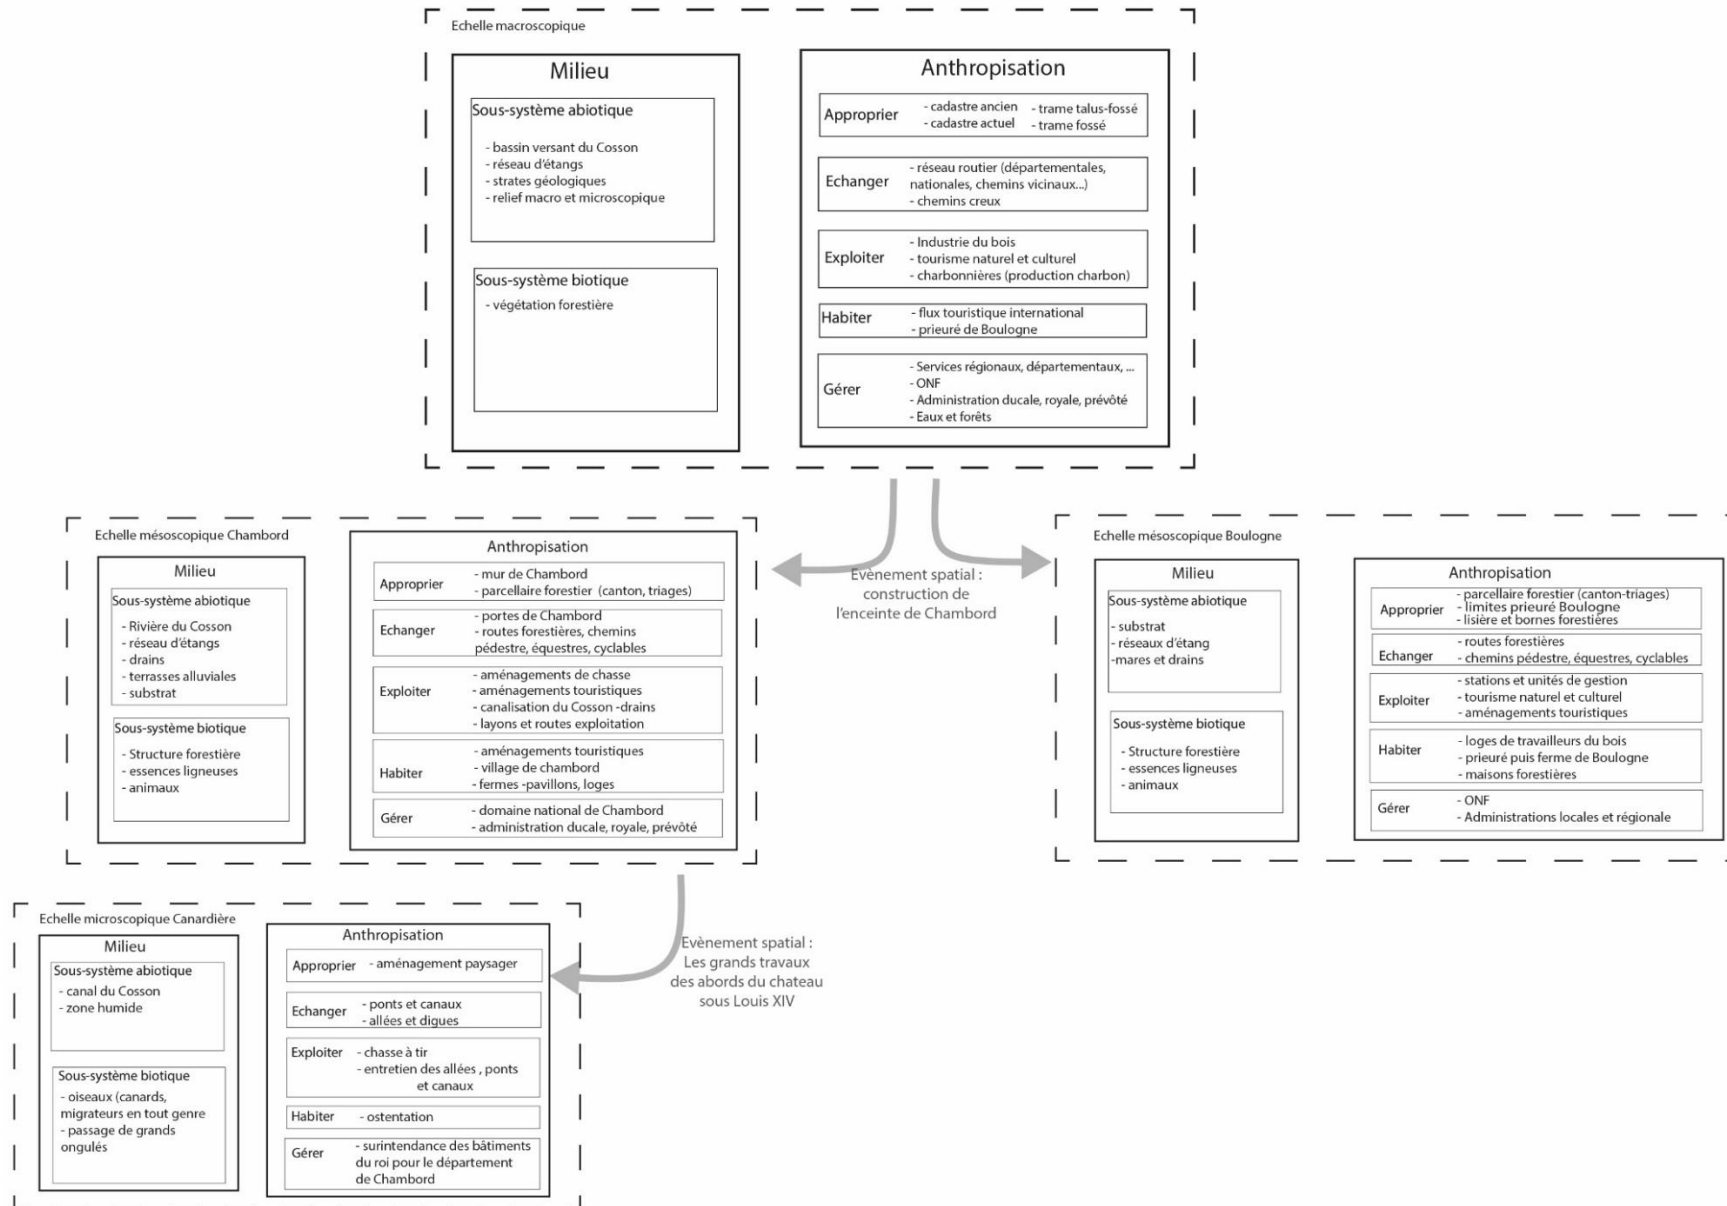 Echelle macroscopique
Milieu
Sous-système abiotique
- bassin versant du Cosson
- réseau d'étangs
- strates géologiques
- relief macro et microscopique
Sous-système biotique
- végétation forestière
Anthropisation
Approprier
- cadastre ancien
- cadastre actuel
- trame talus-fossé
- trame fossé
Echanger
- réseau routier (départementales,
nationales, chemins vicinaux...)
- chemins creux
Exploiter
- Industrie du bois
- tourisme naturel et culturel
- charbonnières (production charbon)
Habiter
- flux touristique international
- prieuré de Boulogne
Gérer
- Services régionaux, départementaux, ...
- ONF
- Administration ducale, royale, prévôté
- Eaux et forêts
Evènement spatial :
construction de
l'enceinte de Chambord
Echelle mésoscopique Chambord
Milieu
Sous-système abiotique
- Rivière du Cosson
- réseau d'étangs
- drains
- terrasses alluviales
- substrat
Sous-système biotique
- Structure forestière
- essences ligneuses
- animaux
Anthropisation
Approprier
- mur de Chambord
- parcellaire forestier (canton, triages)
Echanger
- portes de Chambord
- routes forestières, chemins
pédestre, équestres, cyclables
Exploiter
- aménagements de chasse
- aménagements touristiques
- canalisation du Cosson -drains
- layons et routes exploitation
Habiter
- aménagements touristiques
- village de chambord
- fermes -pavillons, loges
Gérer
- domaine national de Chambord
- administration ducale, royale, prévôté
Echelle mésoscopique Boulogne
Milieu
Sous-système abiotique
- substrat
- réseaux d'étang
-mares et drains
Sous-système biotique
- Structure forestière
- essences ligneuses
- animaux
Anthropisation
Approprier
- parcellaire forestier (canton-triages)
- limites prieuré Boulogne
- lisière et bornes forestières
Echanger
- routes forestières
- chemins pédestre, équestres, cyclables
Exploiter
- stations et unités de gestion
- tourisme naturel et culturel
- aménagements touristiques
Habiter
- loges de travailleurs du bois
- prieuré puis ferme de Boulogne
- maisons forestières
Gérer
- ONF
- Administrations locales et régionale
Evènement spatial :
Les grands travaux
des abords du chateau
sous Louis XIV
Echelle microscopique Canardière
Milieu
Sous-système abiotique
- canal du Cosson
- zone humide
Sous-système biotique
- oiseaux (canards,
migrateurs en tout genre
- passage de grands
ongulés
Anthropisation
Approprier
- aménagement paysager
Echanger
- ponts et canaux
- allées et digues
Exploiter
- chasse à tir
- entretien des allées , ponts
et canaux
Habiter
- ostentation
Gérer
- surintendance des bâtiments
du roi pour le département
de Chambord